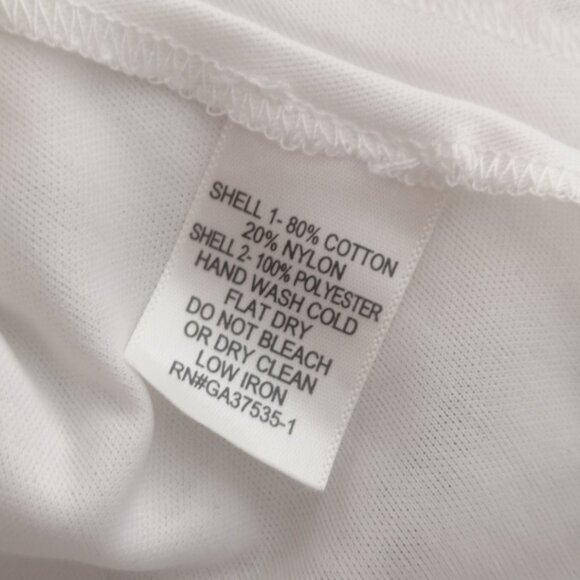 SHELL 1- 80% COTTON
20% NYLON
SHELL 2- 100% POLYESTER
HAND WASH COLD
FLAT DRY
DO NOT BLEACH
OR DRY CLEAN
LOW IRON
RN#GA37535-1